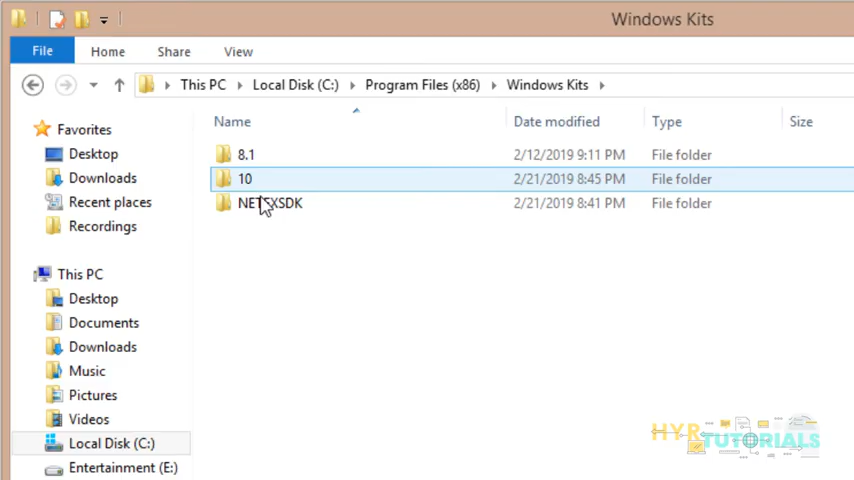 Windows Kits
File Home Share View
This PC Local Disk (C:) Program Files (x86) Windows Kits
Name Date modified Type Size
8.1 2/12/2019 9:11 PM File folder
10 2/21/2019 8:45 PM File folder
NETFXSDK 2/21/2019 8:41 PM File folder
Favorites
Desktop
Downloads
Recent places
Recordings
This PC
Desktop
Documents
Downloads
Music
Pictures
Videos
Local Disk (C:)
Entertainment (E:)
HYR
TUTORIALS